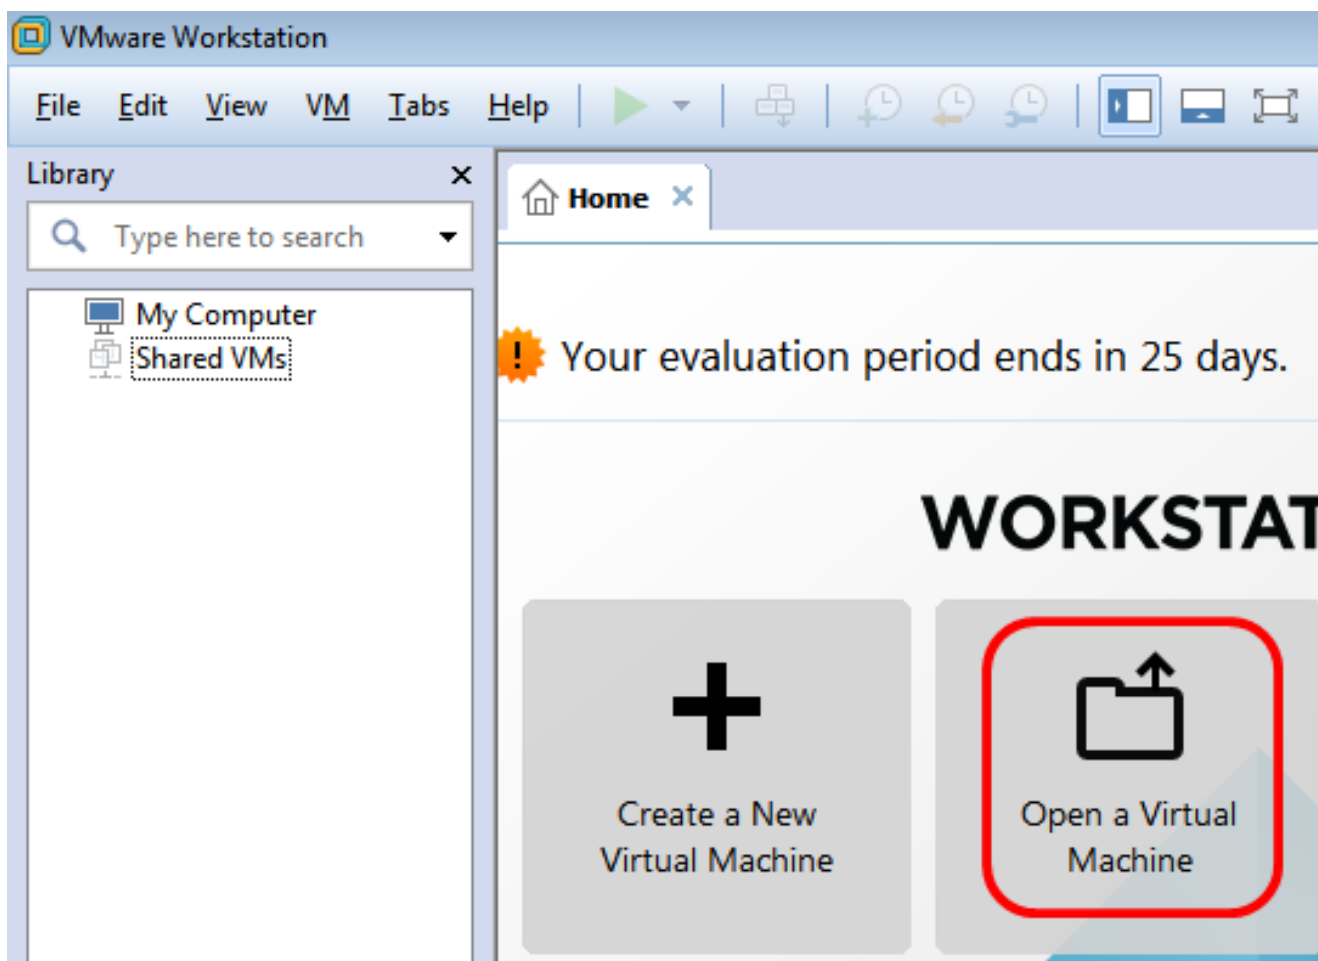 VMware Workstation
File Edit View VM Tabs Help
Library
Home
Type here to search
My Computer
Shared VMs
Your evaluation period ends in 25 days.
WORKSTAT
Create a New
Virtual Machine
Open a Virtual
Machine